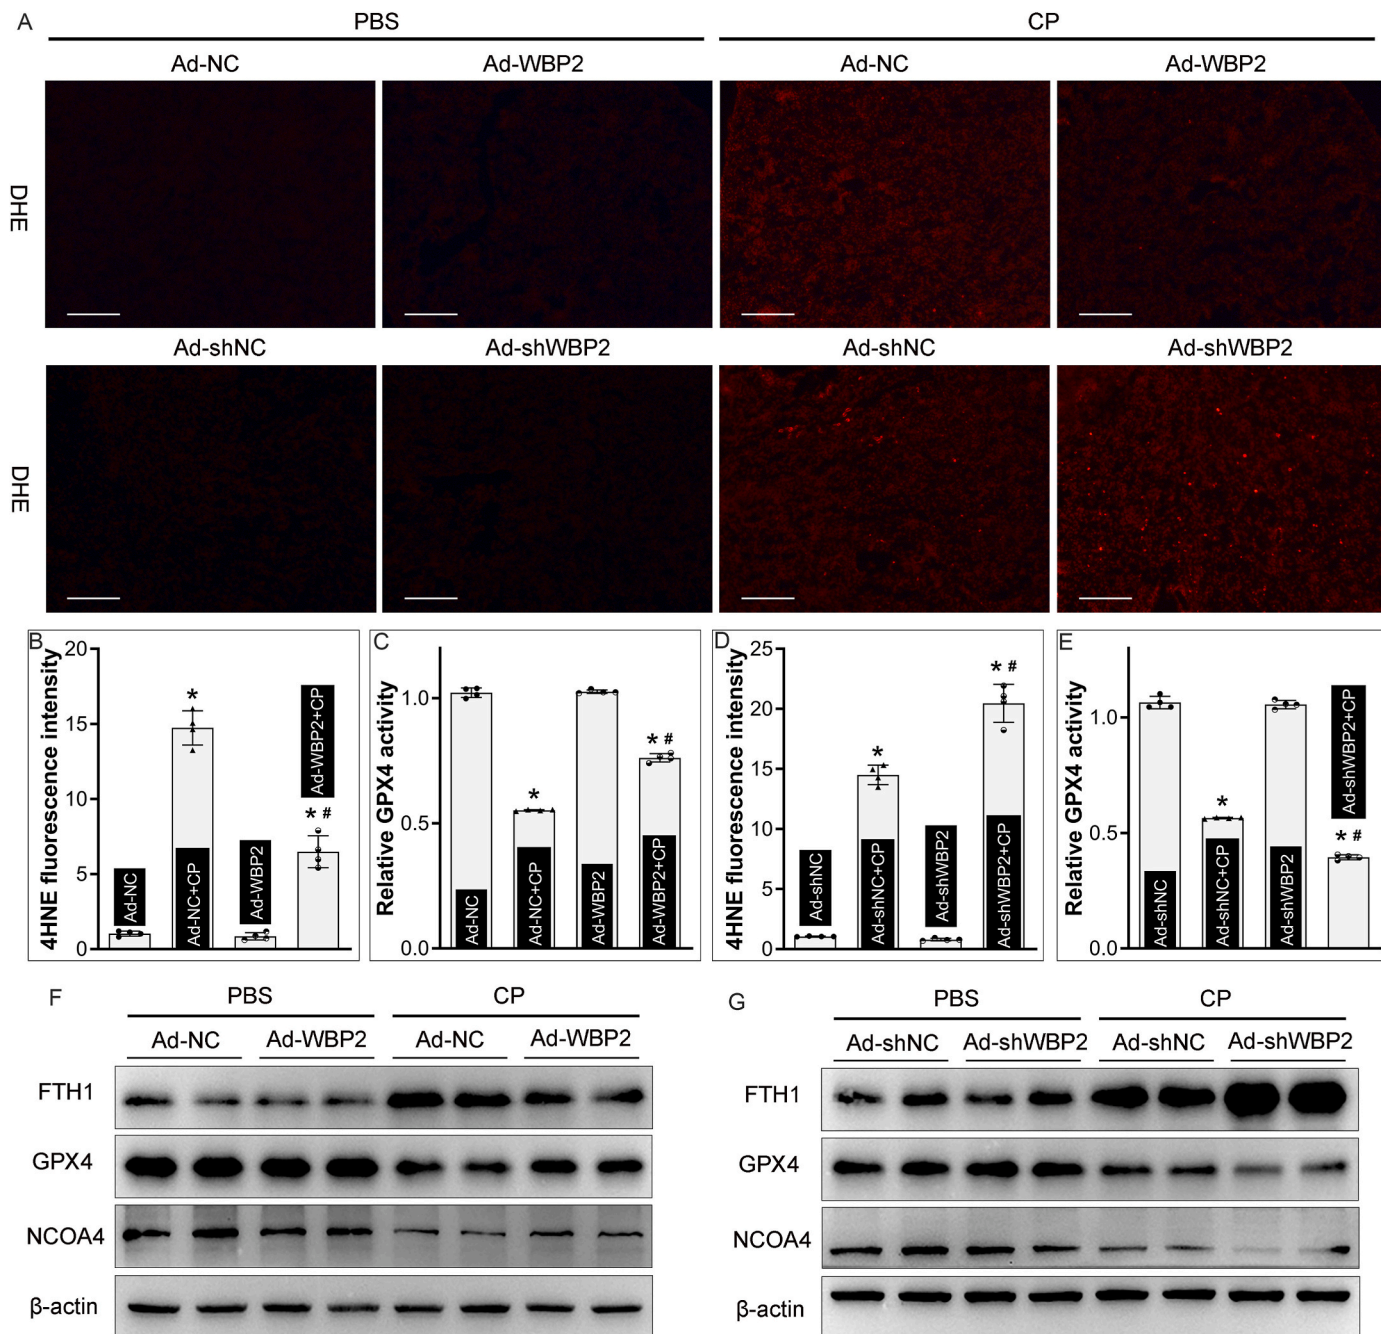 A
PBS
CP
Ad-NC
Ad-WBP2
Ad-NC
Ad-WBP2
DHE
Ad-shNC
Ad-shWBP2
Ad-shNC
Ad-shWBP2
DHE
B
4HNE fluorescence intensity
20
15
10
5
0
*
* #
Ad-NC
Ad-NC+CP
Ad-WBP2
Ad-WBP2+CP
C
Relative GPX4 activity
1.0
0.5
0.0
*
* #
Ad-NC
Ad-NC+CP
Ad-WBP2
Ad-WBP2+CP
D
4HNE fluorescence intensity
25
20
15
10
5
0
*
* #
Ad-shNC
Ad-shNC+CP
Ad-shWBP2
Ad-shWBP2+CP
E
Relative GPX4 activity
1.0
0.5
0.0
*
* #
Ad-shNC
Ad-shNC+CP
Ad-shWBP2
Ad-shWBP2+CP
F
PBS
CP
Ad-NC
Ad-WBP2
Ad-NC
Ad-WBP2
FTH1
GPX4
NCOA4
β-actin
G
PBS
CP
Ad-shNC
Ad-shWBP2
Ad-shNC
Ad-shWBP2
FTH1
GPX4
NCOA4
β-actin